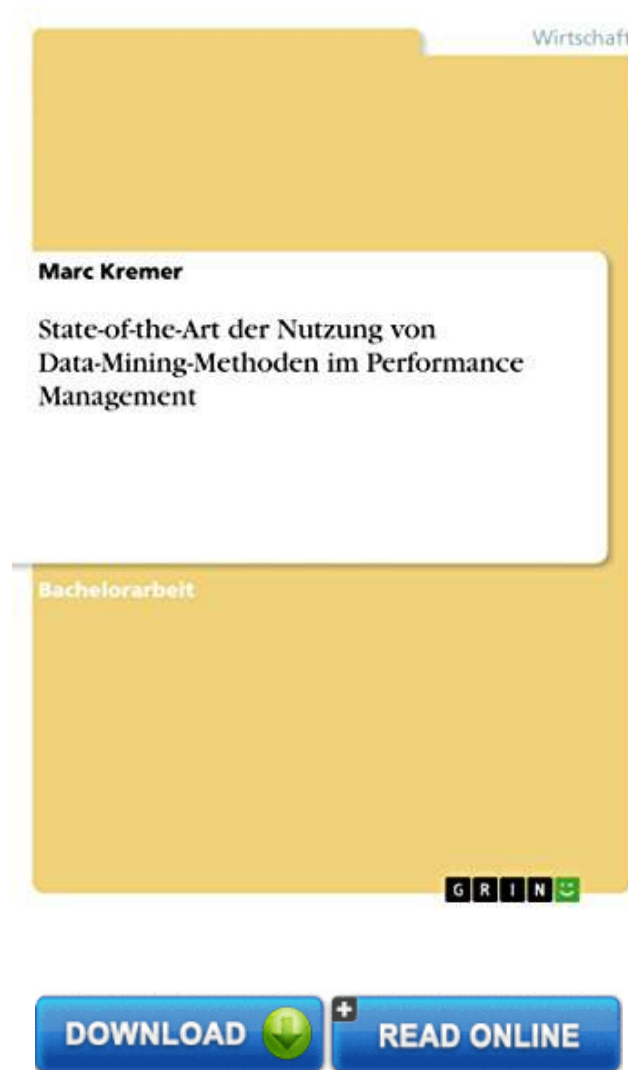 Wirtschaft
Marc Kremer
State-of-the-Art der Nutzung von
Data-Mining-Methoden im Performance
Management
Bachelorarbeit
GRIN
DOWNLOAD
READ ONLINE